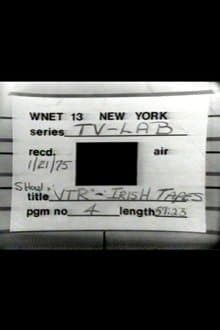 WNET 13 NEW YORK
series TV-LAB
recd. air
1/21/75
Show:
title VTR - IRISH TAPES
pgm no 4 length 57:23